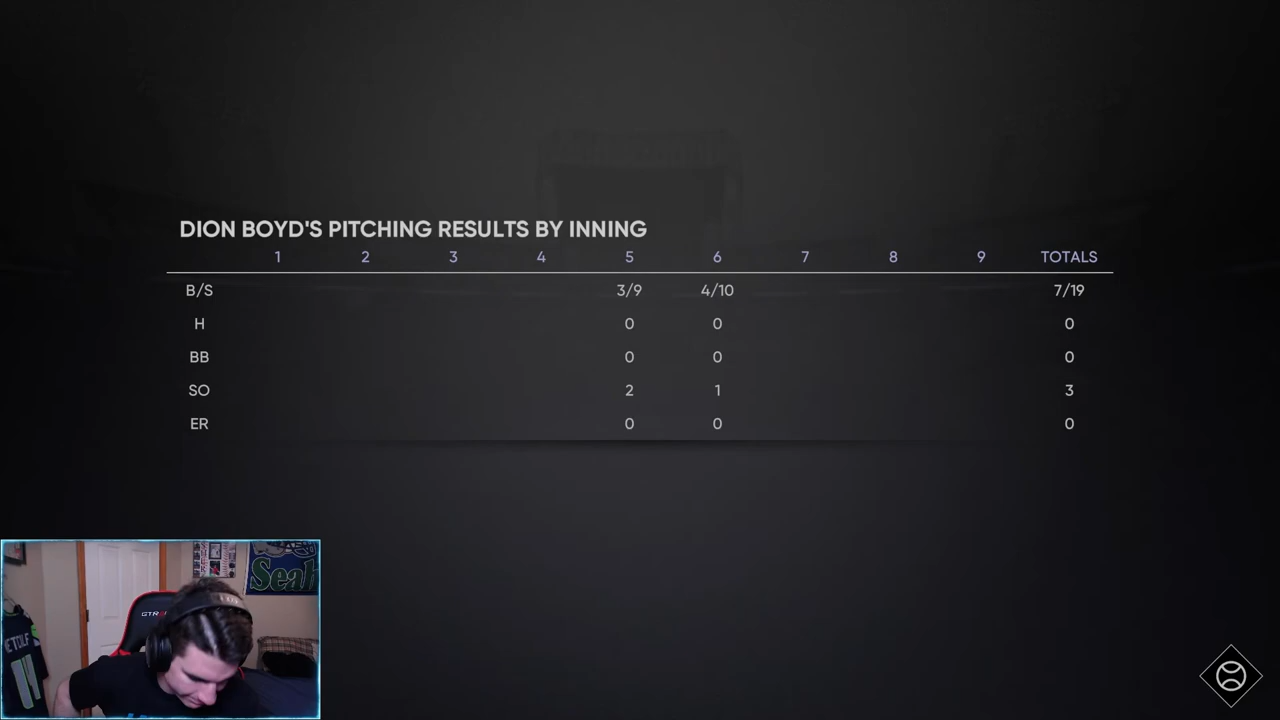 DION BOYD'S PITCHING RESULTS BY INNING
1 2 3 4 5 6 7 8 9 TOTALS
B/S 3/9 4/10 7/19
H 0 0 0
BB 0 0 0
SO 2 1 3
ER 0 0 0
Seah
GTR